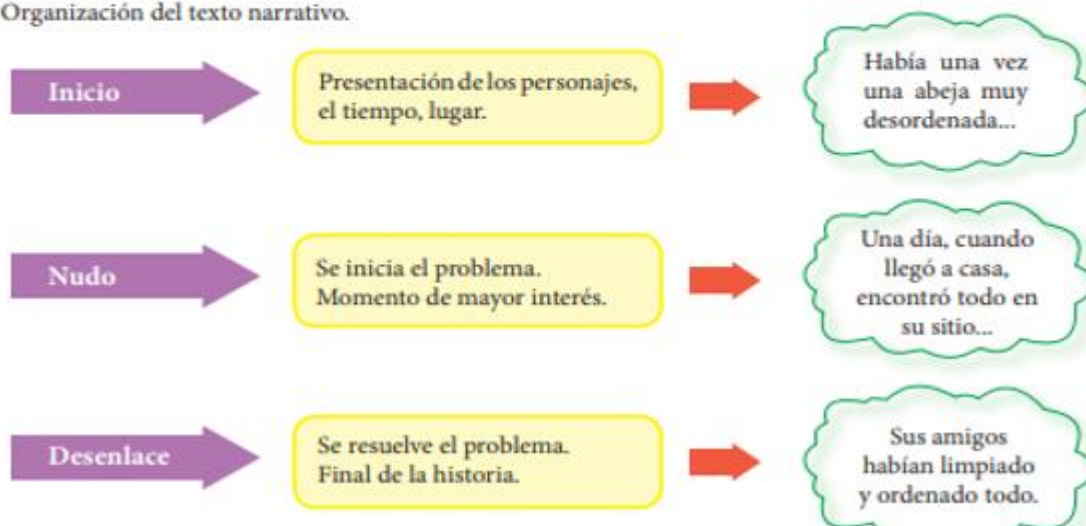 Organización del texto narrativo.
Inicio
Presentación de los personajes,
el tiempo, lugar.
Había una vez
una abeja muy
desordenada...
Nudo
Se inicia el problema.
Momento de mayor interés.
Una día, cuando
llegó a casa,
encontró todo en
su sitio...
Desenlace
Se resuelve el problema.
Final de la historia.
Sus amigos
habían limpiado
y ordenado todo.